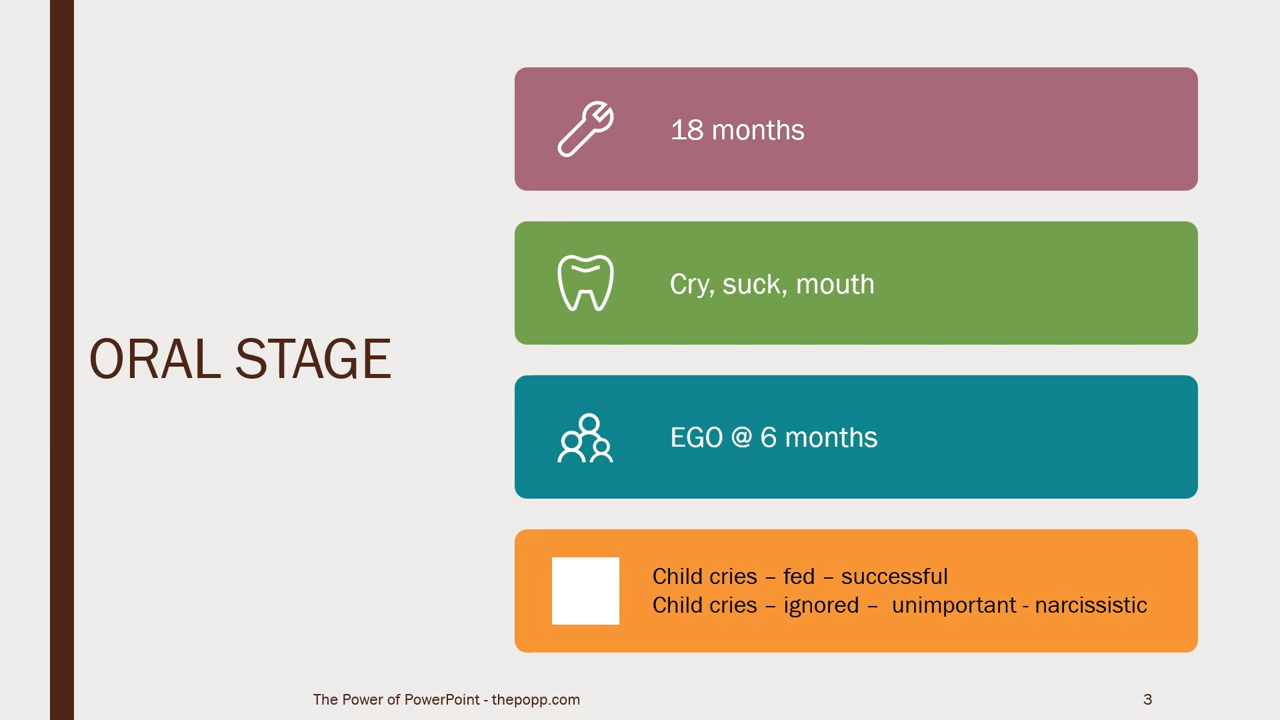 ORAL STAGE
18 months
Cry, suck, mouth
EGO @ 6 months
Child cries – fed – successful
Child cries – ignored –  unimportant - narcissistic
The Power of PowerPoint - thepopp.com
3